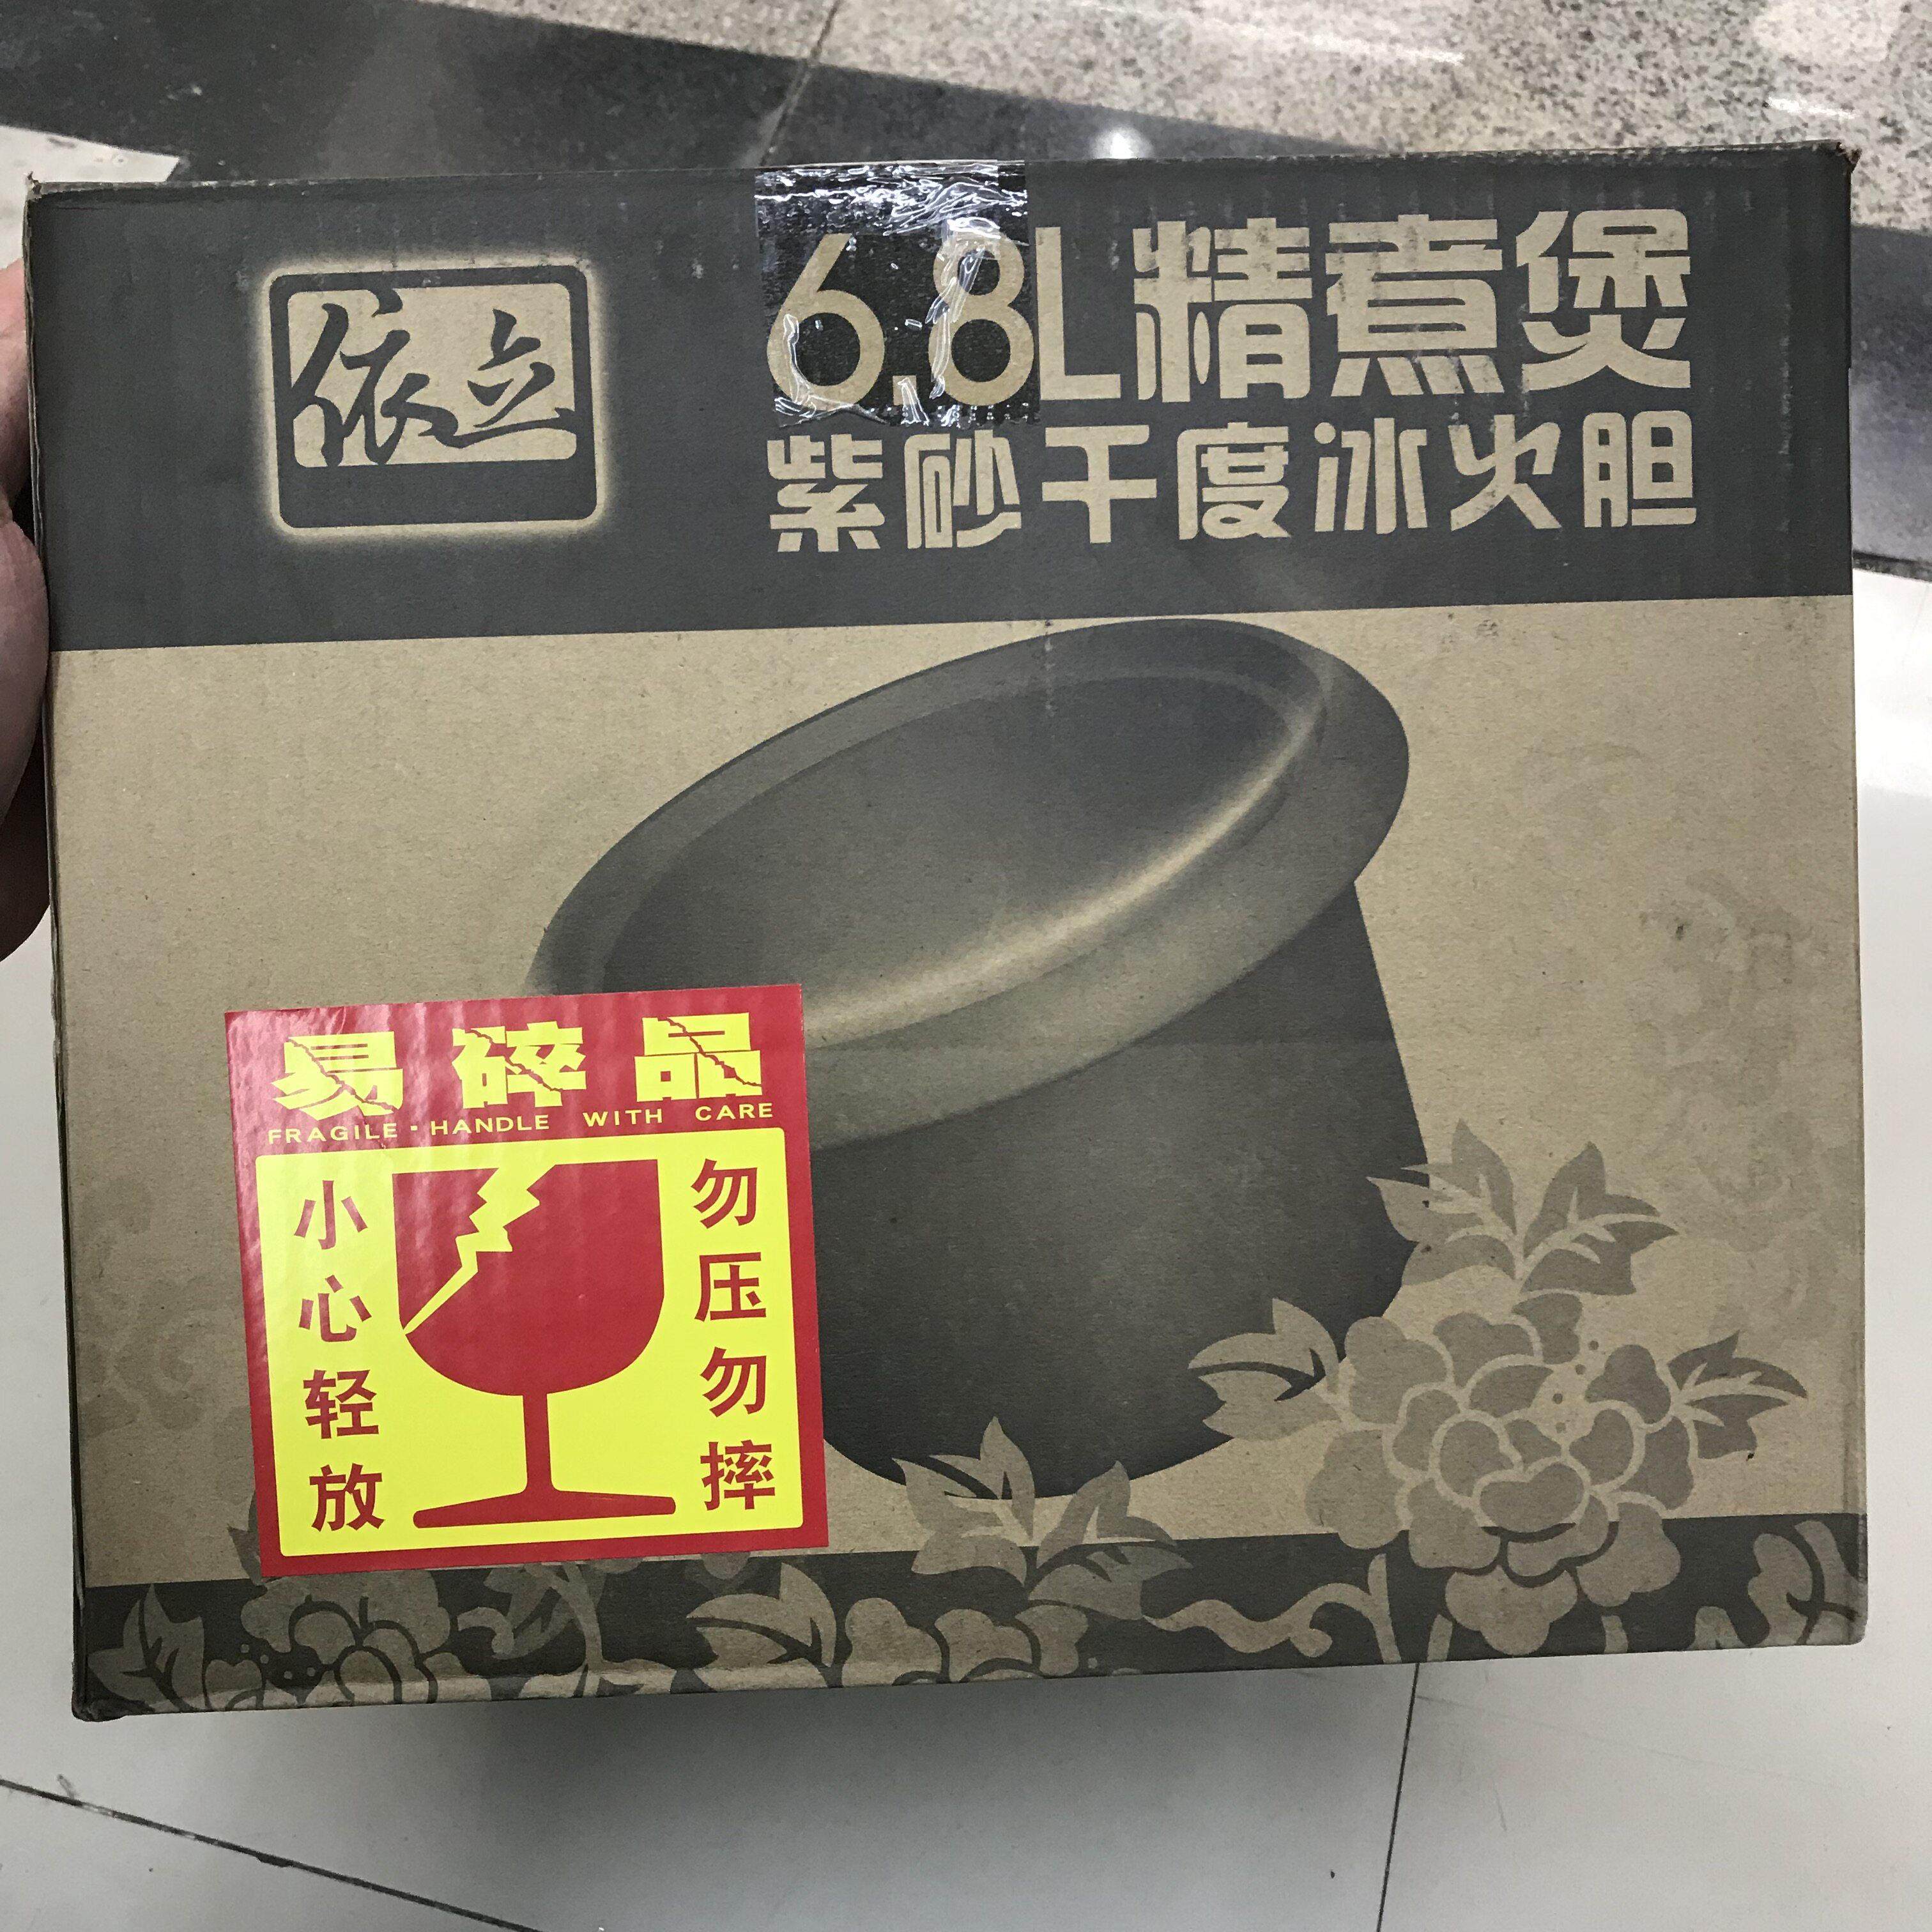 依立
6.8L精煮煲
紫砂千度冰火胆
易碎品
FRAGILE·HANDLE WITH CARE
小心轻放
勿压勿摔